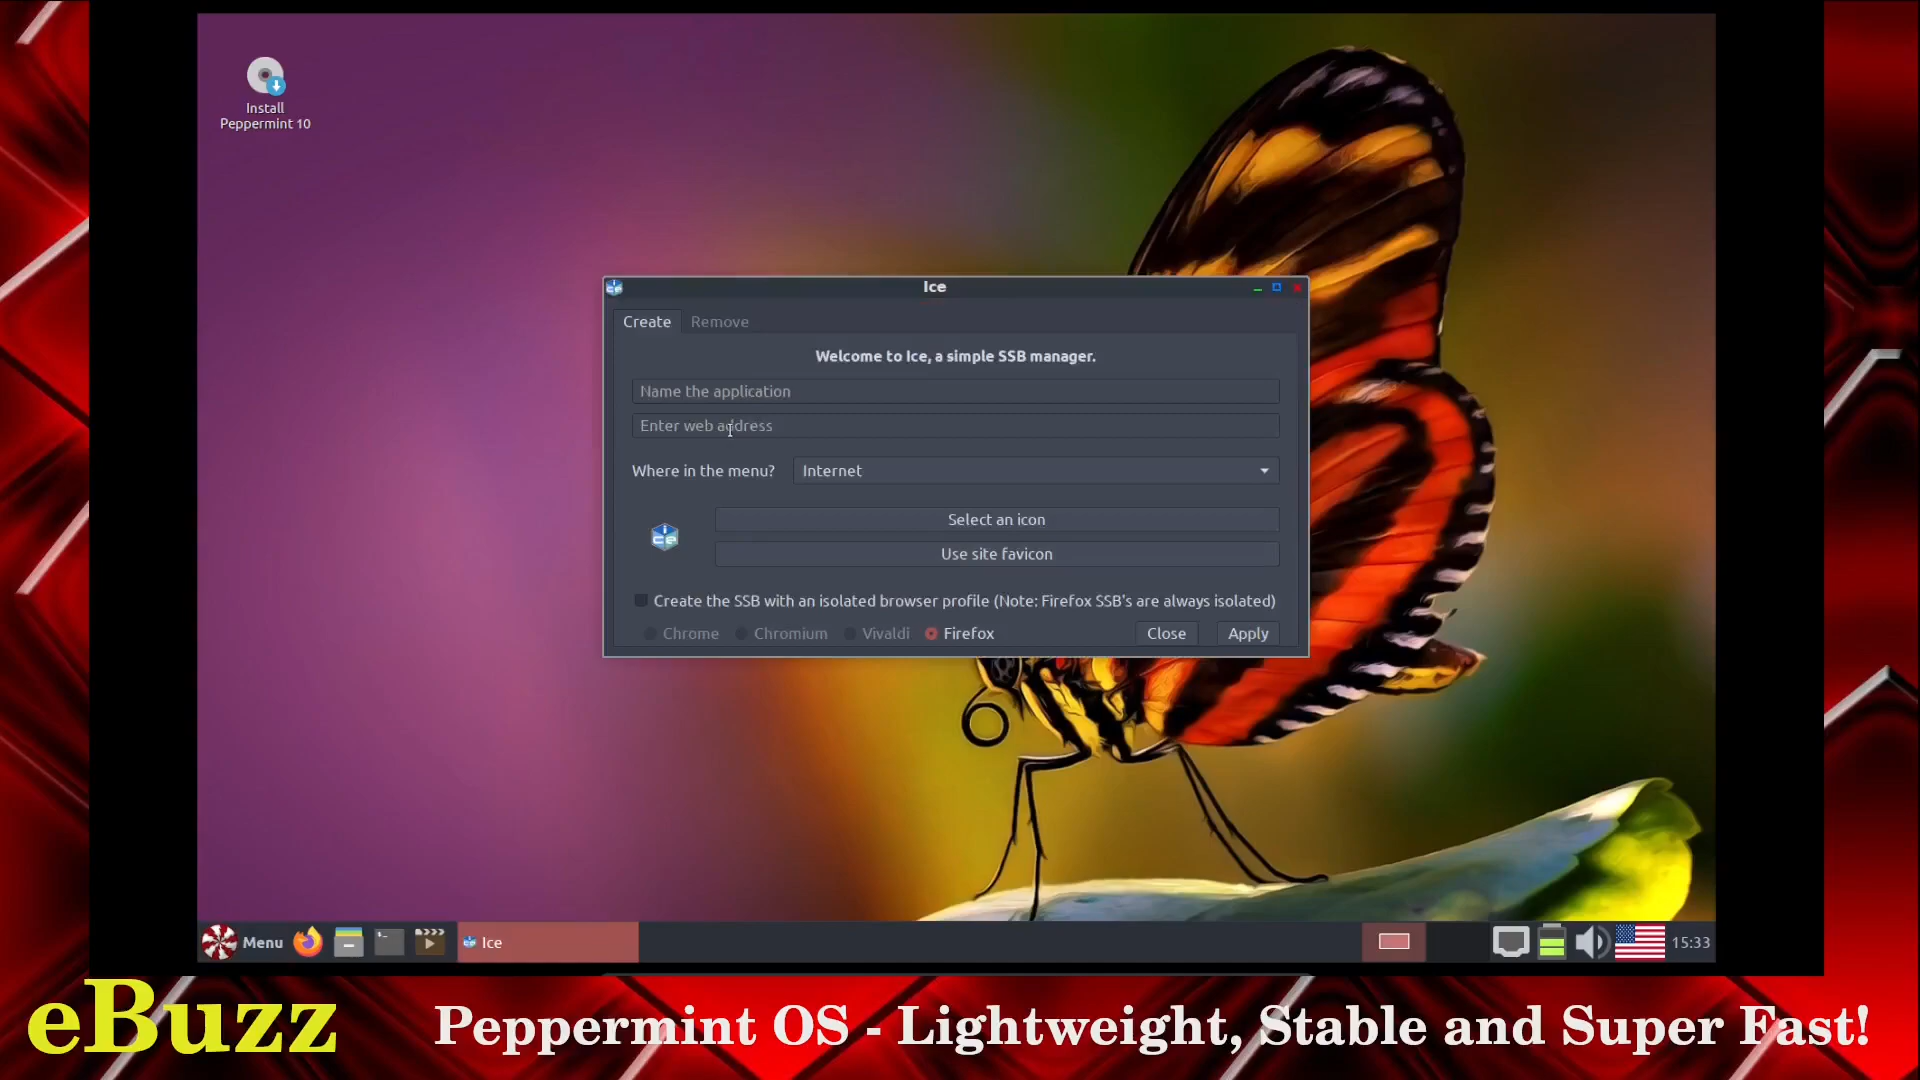 Install
Peppermint 10
Ice
Create Remove
Welcome to Ice, a simple SSB manager.
Name the application
Enter web address
Where in the menu? Internet
Select an icon
Use site favicon
Create the SSB with an isolated browser profile (Note: Firefox SSB's are always isolated)
Chrome Chromium Vivaldi Firefox Close Apply
Menu Ice 15:33
eBuzz Peppermint OS - Lightweight, Stable and Super Fast!